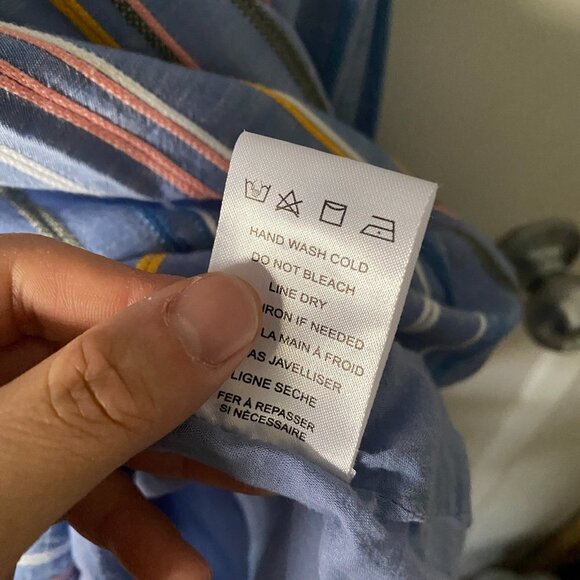 HAND WASH COLD
DO NOT BLEACH
LINE DRY
IRON IF NEEDED
LA MAIN À FROID
JAVELLISER
LIGNE SECHE
FER À REPASSER
SI NÉCESSAIRE